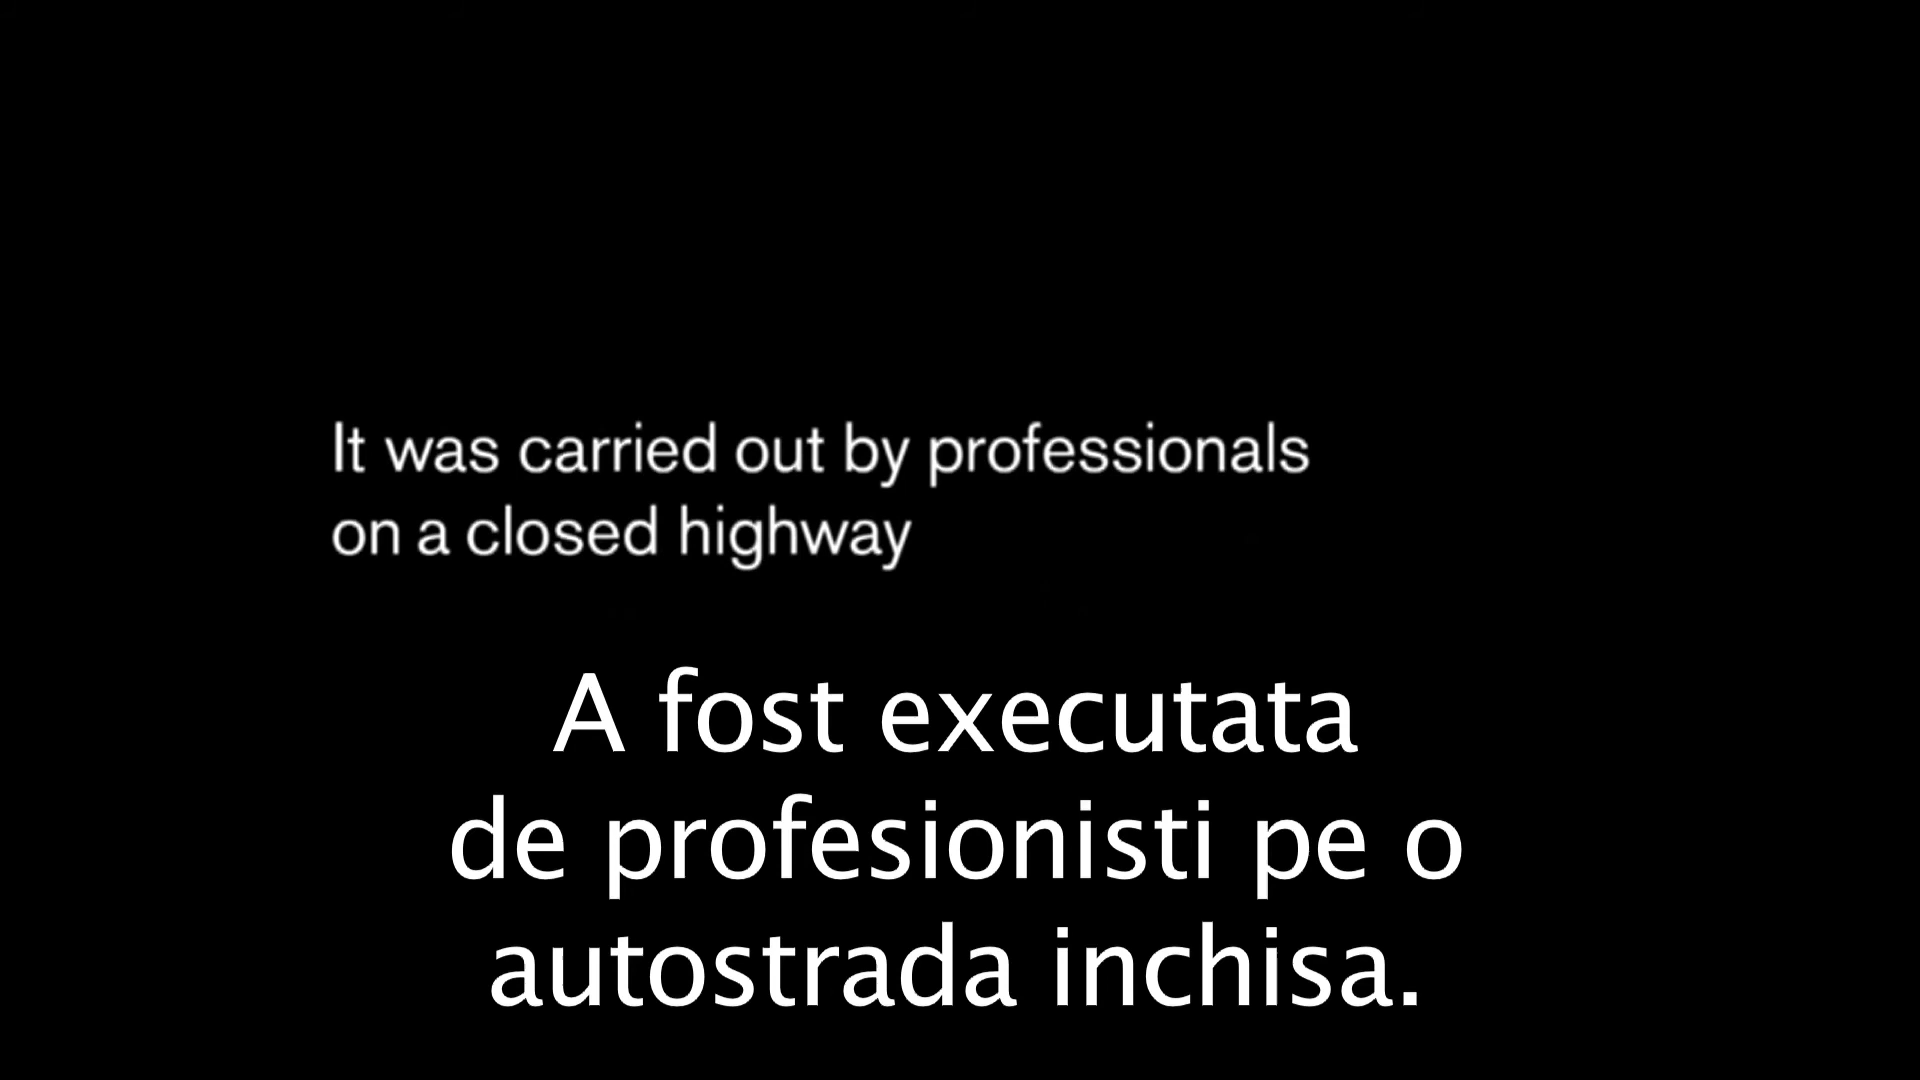 It was carried out by professionals
on a closed highway
A fost executata
de profesionisti pe o
autostrada inchisa.